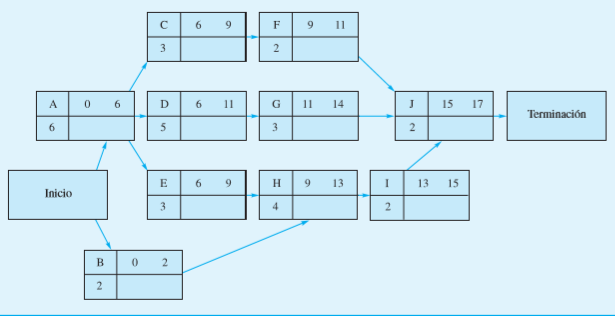 C 6 9 F 9 11
3 2
A 0 6 D 6 11 G 11 14 J 15 17 Terminación
6 5 3 2
E 6 9 H 9 13 I 13 15
Inicio 3 4 2
B 0 2
2